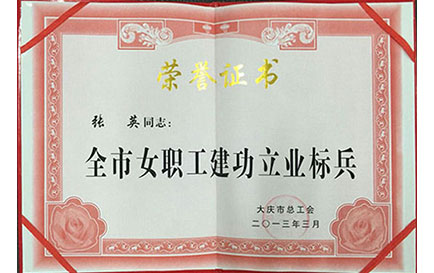 荣誉证书
张 英同志：
全市女职工建功立业标兵
大庆市总工会
二〇一三年三月